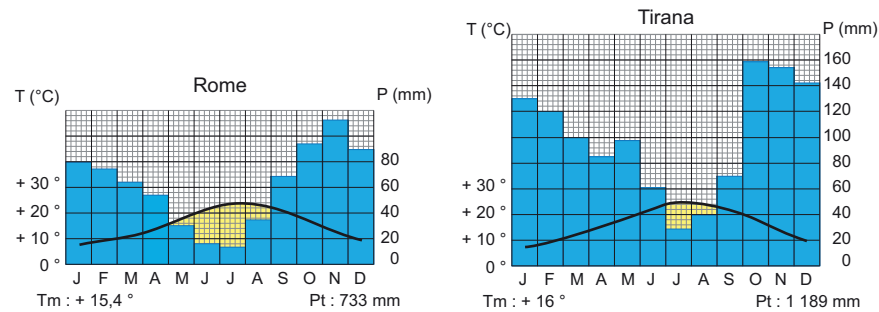 Rome
T (°C)
P (mm)
80
60
40
20
0
+ 30 °
+ 20 °
+ 10 °
0 °
J F M A M J J A S O N D
Tm : + 15,4 °
Pt : 733 mm
Tirana
T (°C)
P (mm)
160
140
120
100
80
60
40
20
0
+ 30 °
+ 20 °
+ 10 °
0 °
J F M A M J J A S O N D
Tm : + 16 °
Pt : 1 189 mm